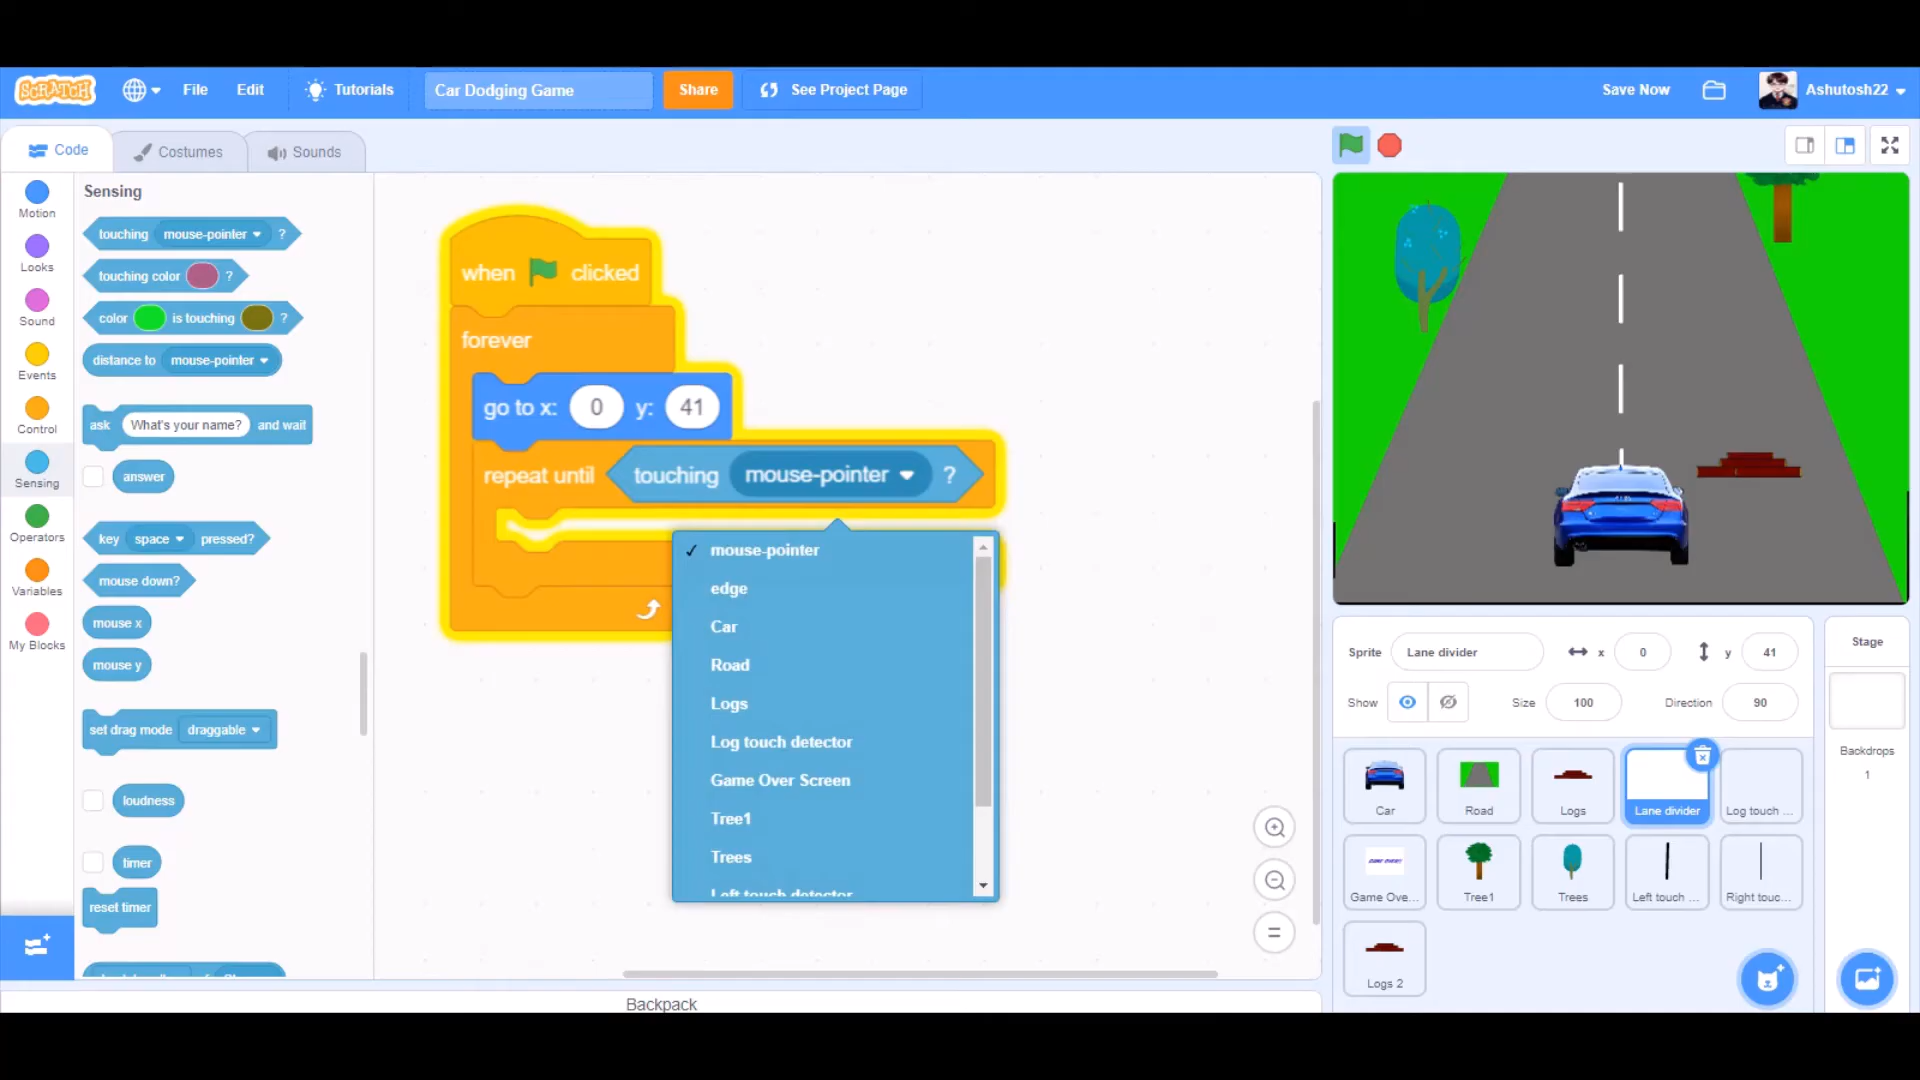 SCRATCH
File
Edit
Tutorials
Car Dodging Game
Share
See Project Page
Save Now
Ashutosh22
Code
Costumes
Sounds
Motion
Looks
Sound
Events
Control
Sensing
Operators
Variables
My Blocks
Sensing
touching mouse-pointer ?
touching color ?
color is touching ?
distance to mouse-pointer
ask What's your name? and wait
answer
key space pressed?
mouse down?
mouse x
mouse y
set drag mode draggable
loudness
timer
reset timer
when clicked
forever
go to x: 0 y: 41
repeat until touching mouse-pointer ?
✓ mouse-pointer
edge
Car
Road
Logs
Log touch detector
Game Over Screen
Tree1
Trees
Left touch detector
Backpack
Sprite Lane divider x 0 y 41
Show Size 100 Direction 90
Car
Road
Logs
Lane divider
Log touch ...
Game Ove...
Tree1
Trees
Left touch ...
Right touc...
Logs 2
Stage
Backdrops
1